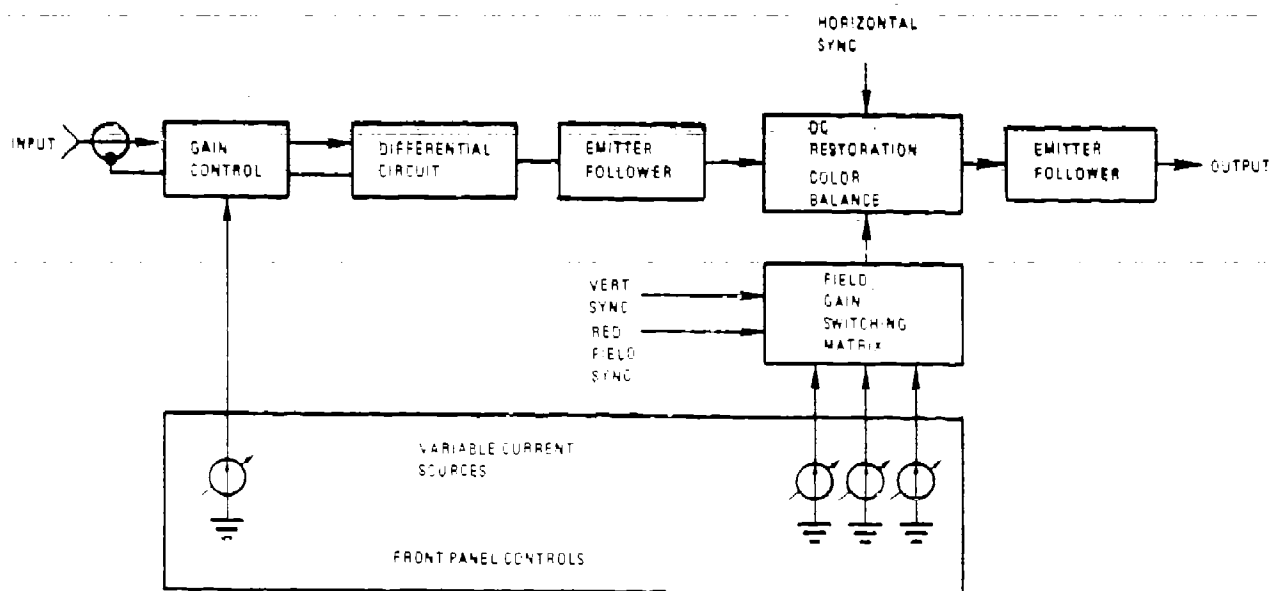 HORIZONTAL
SYNC
INPUT
GAIN
CONTROL
DIFFERENTIAL
CIRCUIT
EMITTER
FOLLOWER
DC
RESTORATION
COLOR
BALANCE
EMITTER
FOLLOWER
OUTPUT
VERT
SYNC
RED
FIELD
SYNC
FIELD
GAIN
SWITCHING
MATRIX
VARIABLE CURRENT
SOURCES
FRONT PANEL CONTROLS